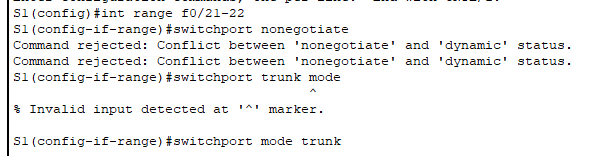 S1(config)#int range f0/21-22
S1(config-if-range)#switchport nonegotiate
Command rejected: Conflict between 'nonegotiate' and 'dynamic' status.
Command rejected: Conflict between 'nonegotiate' and 'dynamic' status.
S1(config-if-range)#switchport trunk mode
^
% Invalid input detected at '^' marker.
S1(config-if-range)#switchport mode trunk